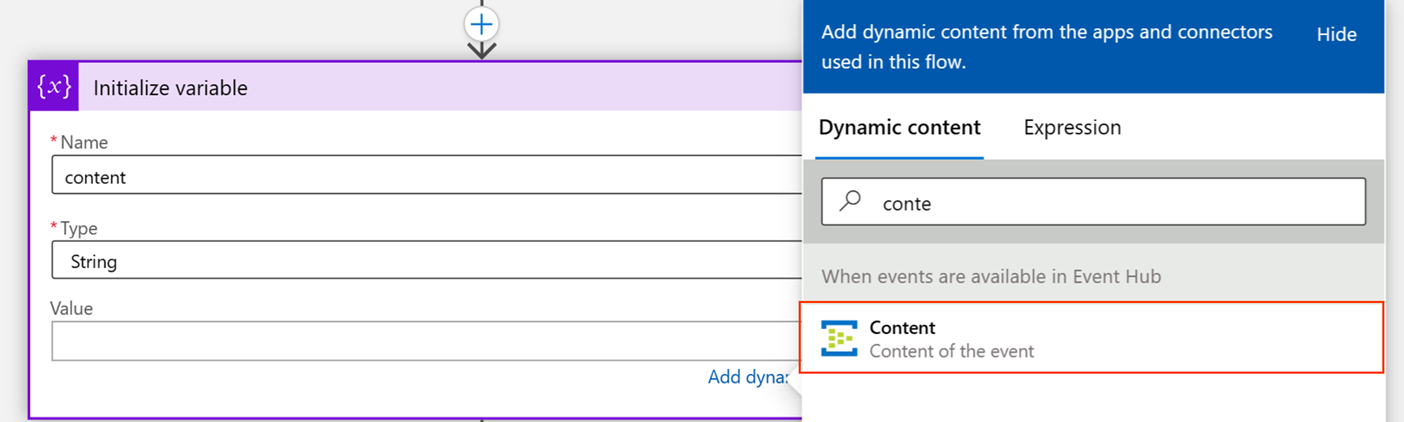 {x} Initialize variable
* Name
content
* Type
String
Value
Add dyna
Add dynamic content from the apps and connectors
used in this flow.
Hide
Dynamic content
Expression
conte
When events are available in Event Hub
Content
Content of the event